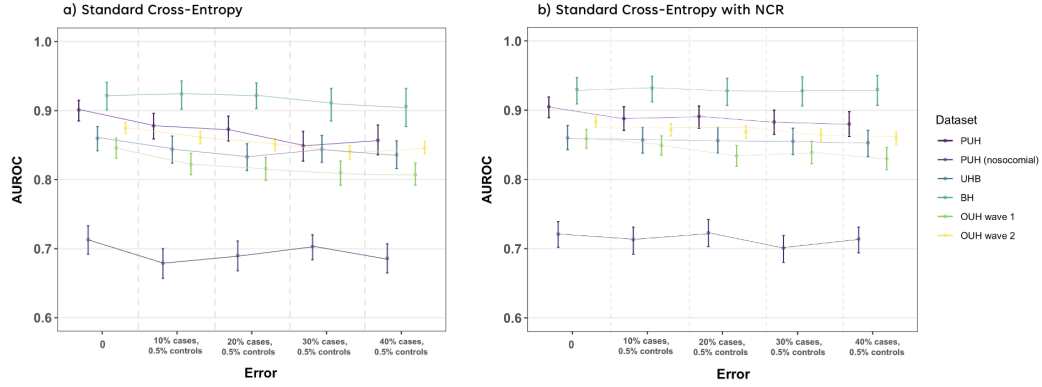 a) Standard Cross-Entropy
b) Standard Cross-Entropy with NCR
1.0
0.9
0.8
0.7
0.6
AUROC
0
10% cases,
0.5% controls
20% cases,
0.5% controls
30% cases,
0.5% controls
40% cases,
0.5% controls
Error
1.0
0.9
0.8
0.7
0.6
AUROC
0
10% cases,
0.5% controls
20% cases,
0.5% controls
30% cases,
0.5% controls
40% cases,
0.5% controls
Error
Dataset
PUH
PUH (nosocomial)
UHB
BH
OUH wave 1
OUH wave 2